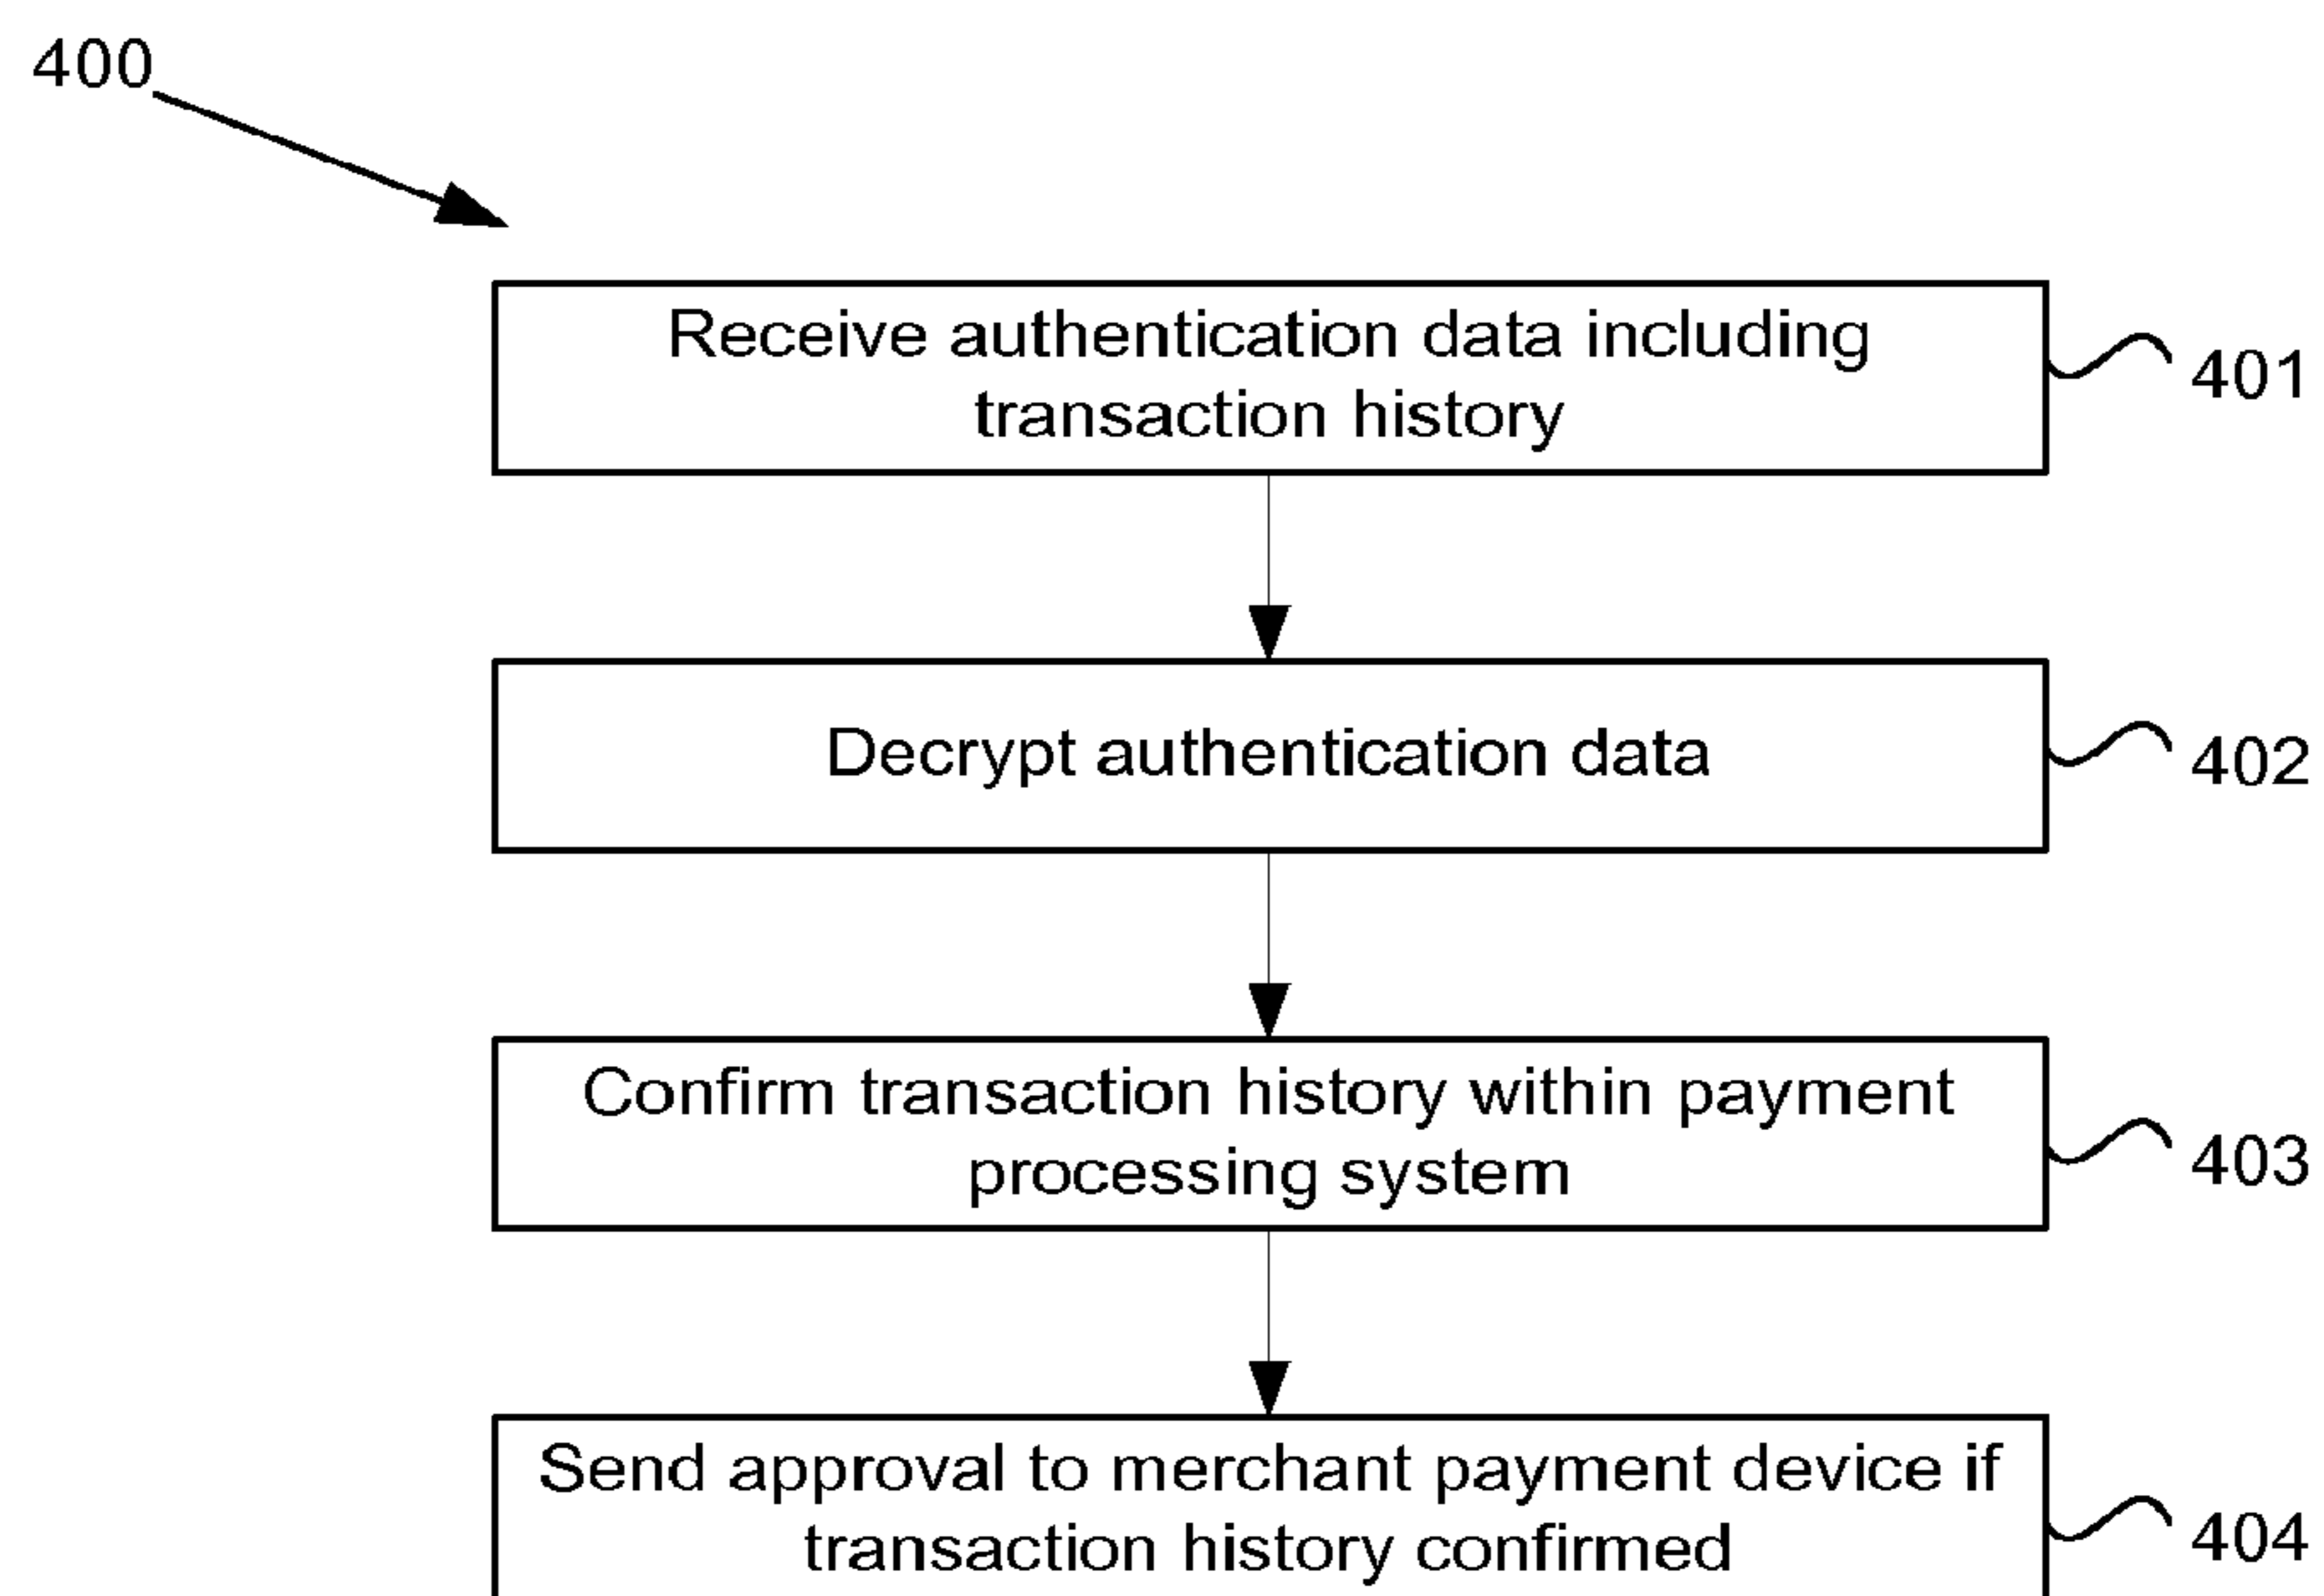 400
Receive authentication data including
transaction history
401
Decrypt authentication data
402
Confirm transaction history within payment
processing system
403
Send approval to merchant payment device if
transaction history confirmed
404